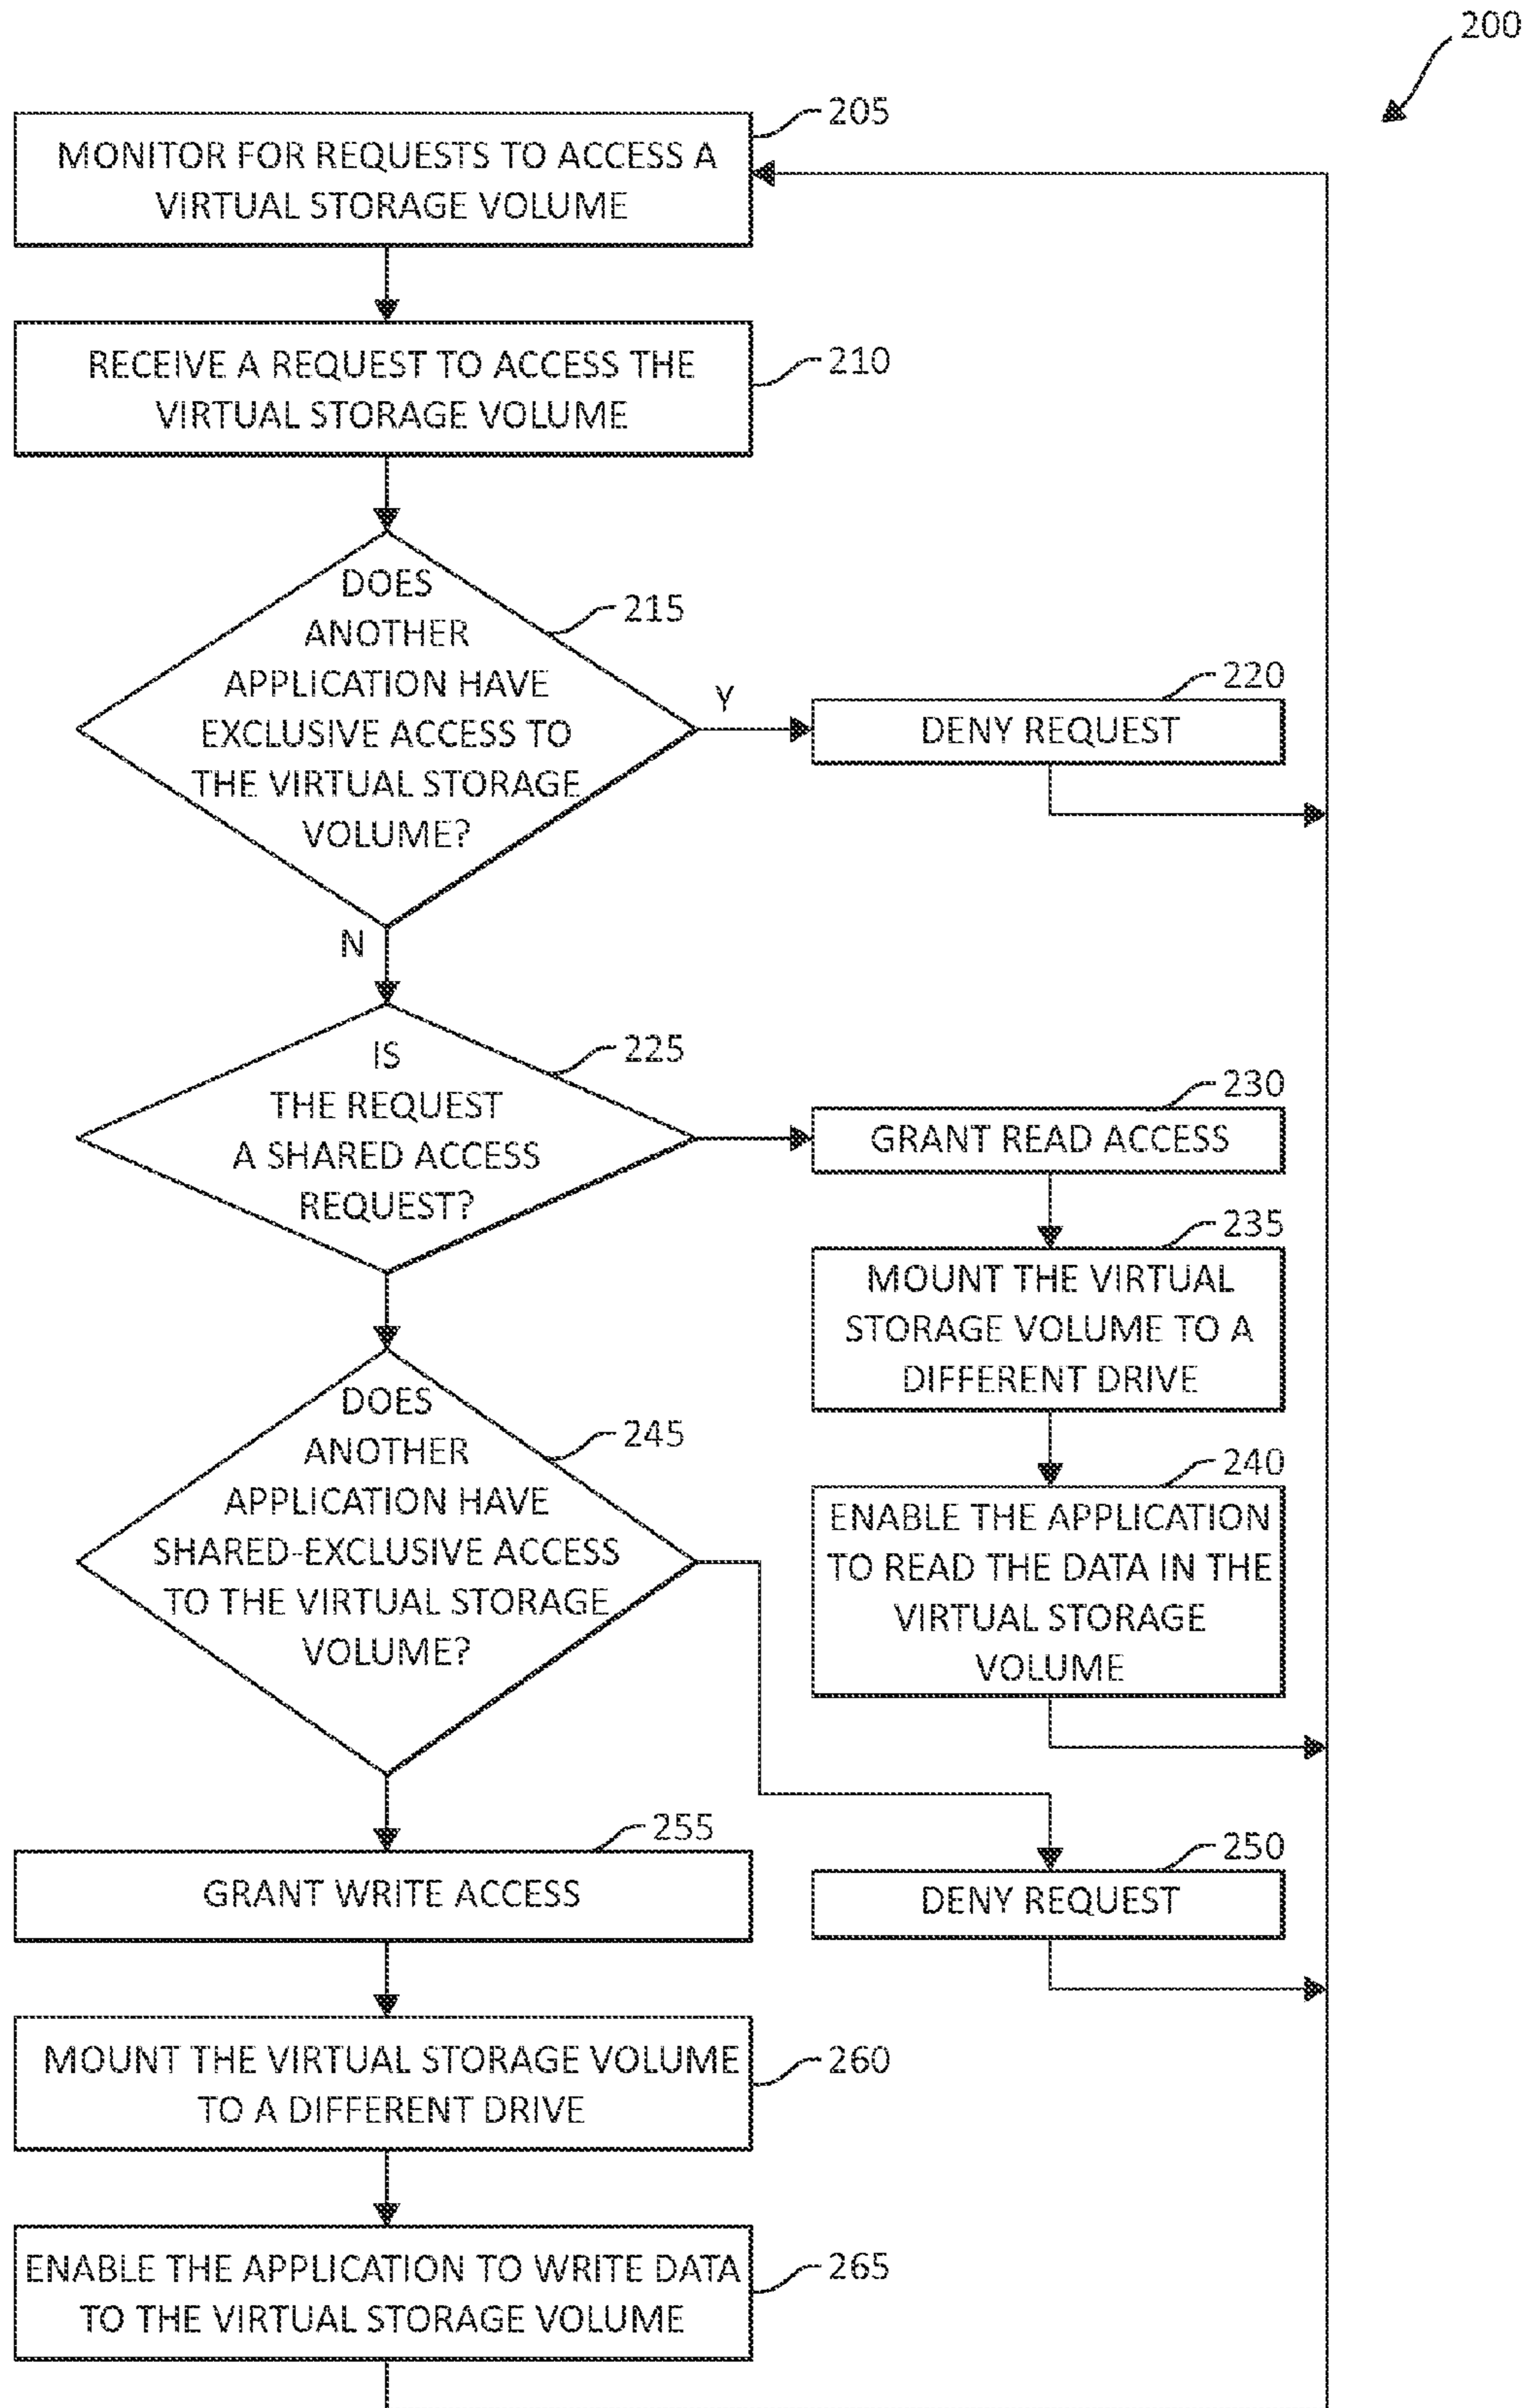 200
205
MONITOR FOR REQUESTS TO ACCESS A
VIRTUAL STORAGE VOLUME
210
RECEIVE A REQUEST TO ACCESS THE
VIRTUAL STORAGE VOLUME
215
DOES
ANOTHER
APPLICATION HAVE
EXCLUSIVE ACCESS TO
THE VIRTUAL STORAGE
VOLUME?
Y
220
DENY REQUEST
N
225
IS
THE REQUEST
A SHARED ACCESS
REQUEST?
230
GRANT READ ACCESS
235
MOUNT THE VIRTUAL
STORAGE VOLUME TO A
DIFFERENT DRIVE
240
ENABLE THE APPLICATION
TO READ THE DATA IN THE
VIRTUAL STORAGE
VOLUME
245
DOES
ANOTHER
APPLICATION HAVE
SHARED-EXCLUSIVE ACCESS
TO THE VIRTUAL STORAGE
VOLUME?
250
DENY REQUEST
255
GRANT WRITE ACCESS
260
MOUNT THE VIRTUAL STORAGE VOLUME
TO A DIFFERENT DRIVE
265
ENABLE THE APPLICATION TO WRITE DATA
TO THE VIRTUAL STORAGE VOLUME